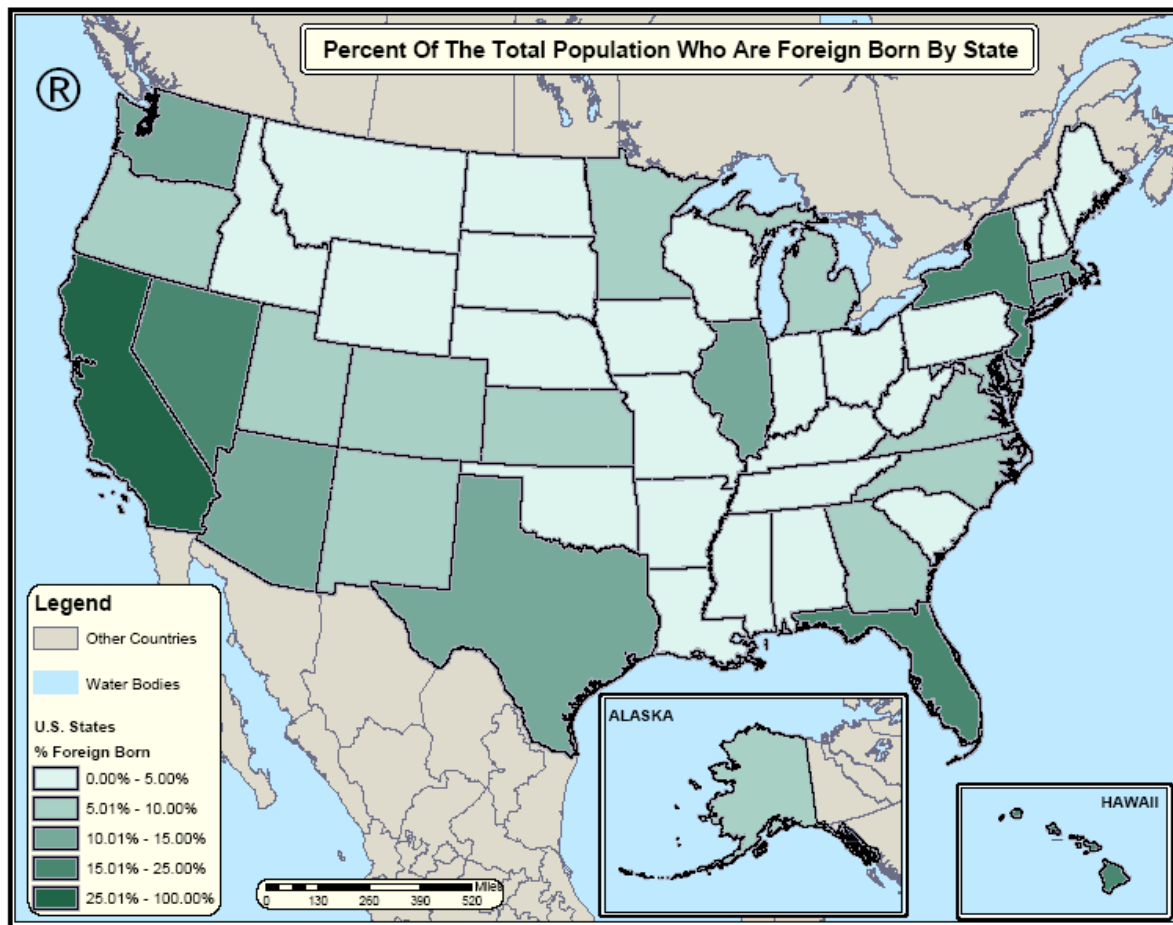 Percent Of The Total Population Who Are Foreign Born By State
®
Legend
Other Countries
Water Bodies
U.S. States
% Foreign Born
0.00% - 5.00%
5.01% - 10.00%
10.01% - 15.00%
15.01% - 25.00%
25.01% - 100.00%
Miles
0 130 260 390 520
ALASKA
HAWAII